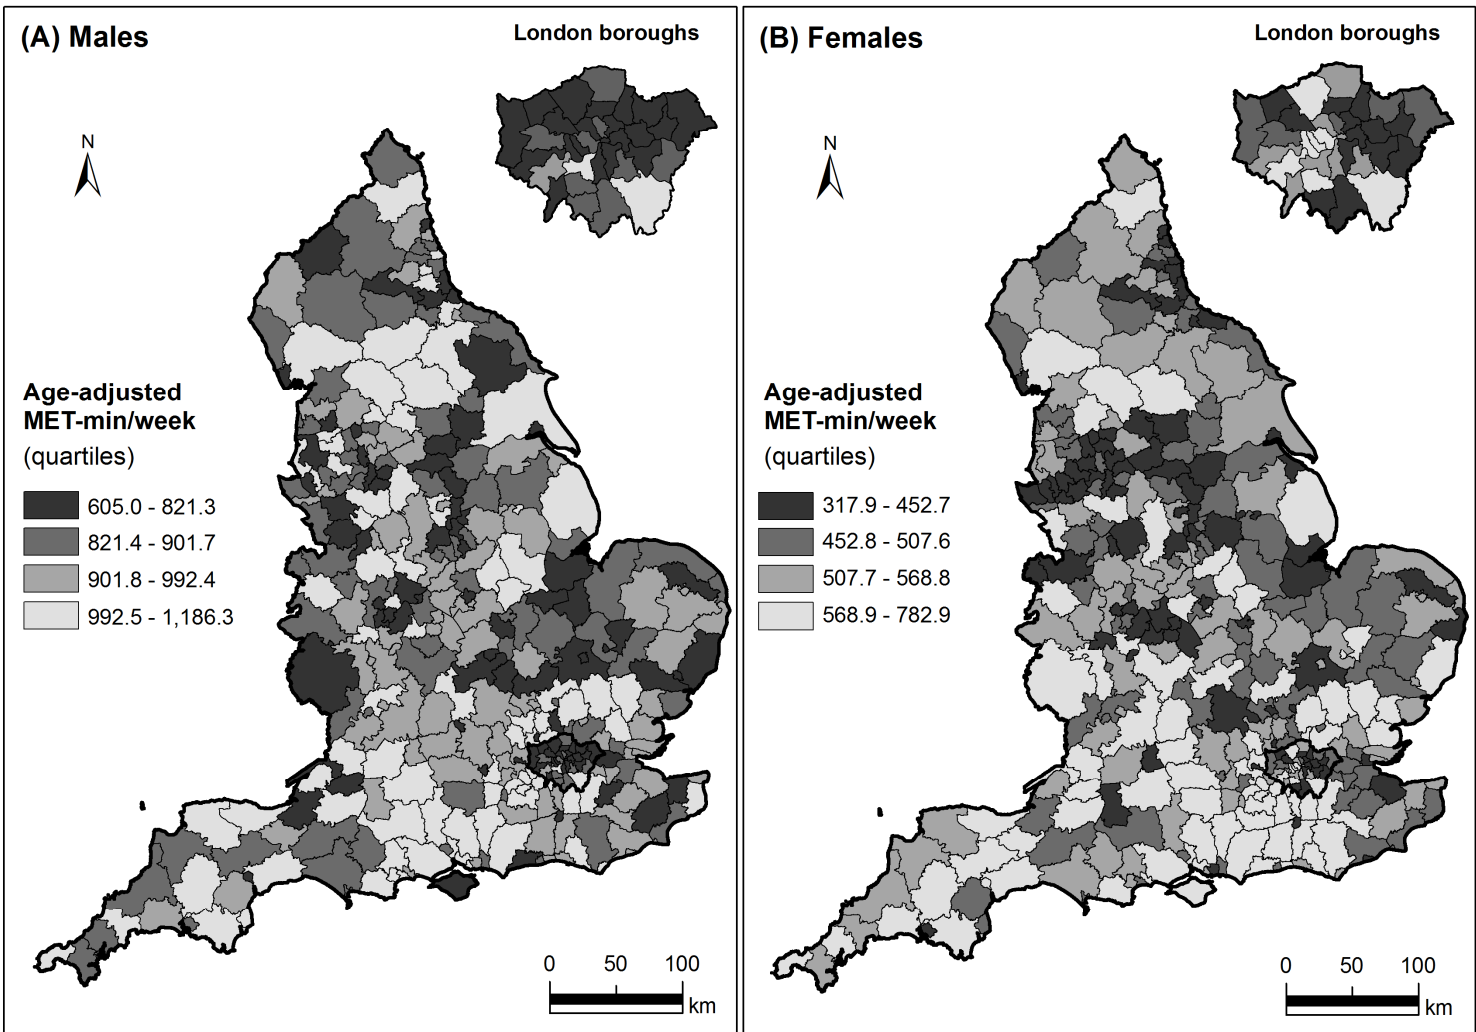 (A) Males
London boroughs
N
Age-adjusted
MET-min/week
(quartiles)
605.0 - 821.3
821.4 - 901.7
901.8 - 992.4
992.5 - 1,186.3
0 50 100
km
(B) Females
London boroughs
N
Age-adjusted
MET-min/week
(quartiles)
317.9 - 452.7
452.8 - 507.6
507.7 - 568.8
568.9 - 782.9
0 50 100
km